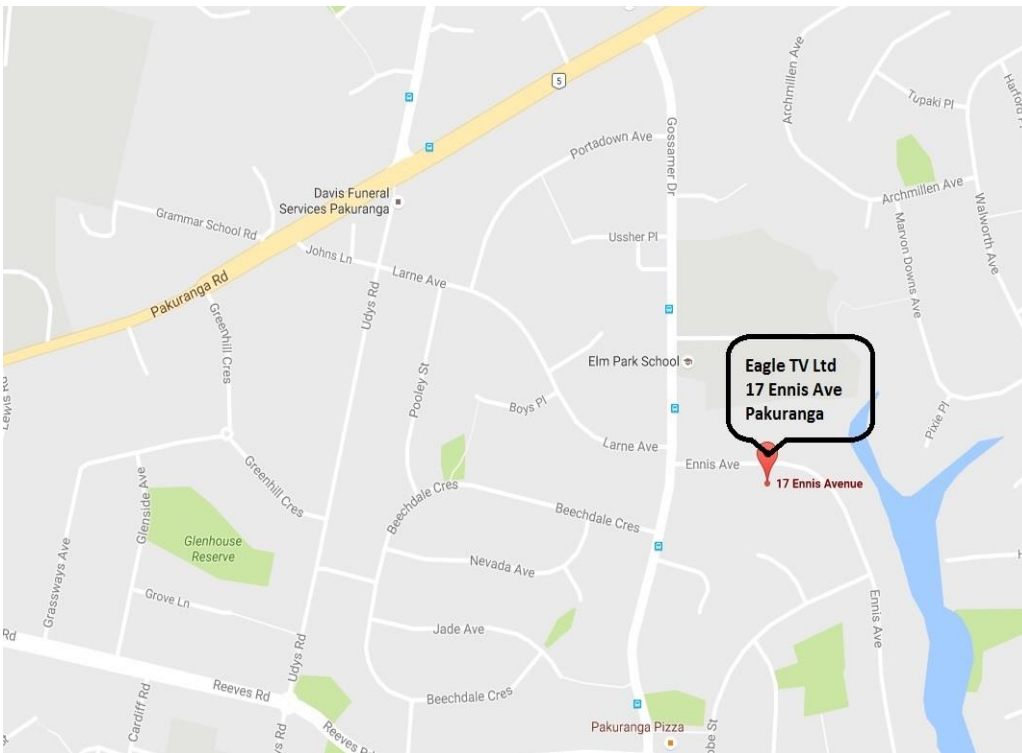 5
Archmillen Ave
Tupaki Pl
Gossamer Dr
Portadown Ave
Davis Funeral
Services Pakuranga
Archmillen Ave
Grammar School Rd
Walworth Ave
Marvon Downs Ave
Ussher Pl
Johns Ln
Larne Ave
Pakuranga Rd
Udys Rd
Greenhill Cres
Elm Park School
Eagle TV Ltd
17 Ennis Ave
Pakuranga
Pooley St
Boys Pl
Pixie Pl
Larne Ave
Ennis Ave
17 Ennis Avenue
Glenside Ave
Greenhill Cres
Beechdale Cres
Beechdale Cres
Glenhouse
Reserve
Nevada Ave
Grassways Ave
Grove Ln
Ennis Ave
Jade Ave
Rd
Udys Rd
Reeves Rd
Cardiff Rd
Beechdale Cres
Reeves
Pakuranga Pizza